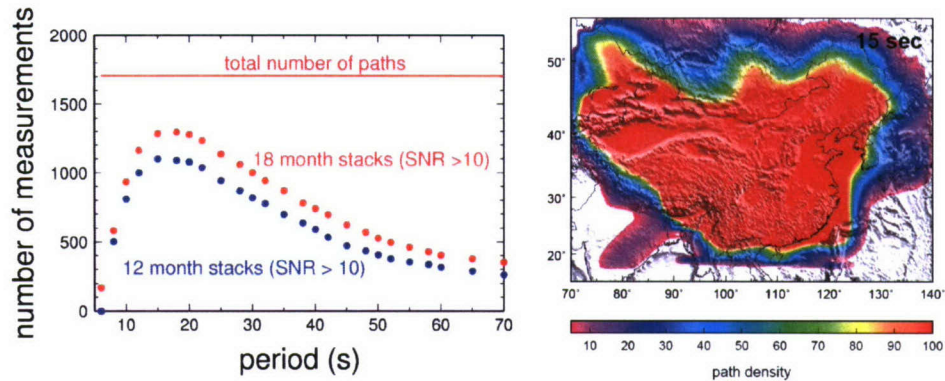 2000
1500
1000
500
0
number of measurements
total number of paths
18 month stacks (SNR >10)
12 month stacks (SNR > 10)
10 20 30 40 50 60 70
period (s)
15 sec
50˚
40˚
30˚
20˚
70˚ 80˚ 90˚ 100˚ 110˚ 120˚ 130˚ 140˚
10 20 30 40 50 60 70 80 90 100
path density